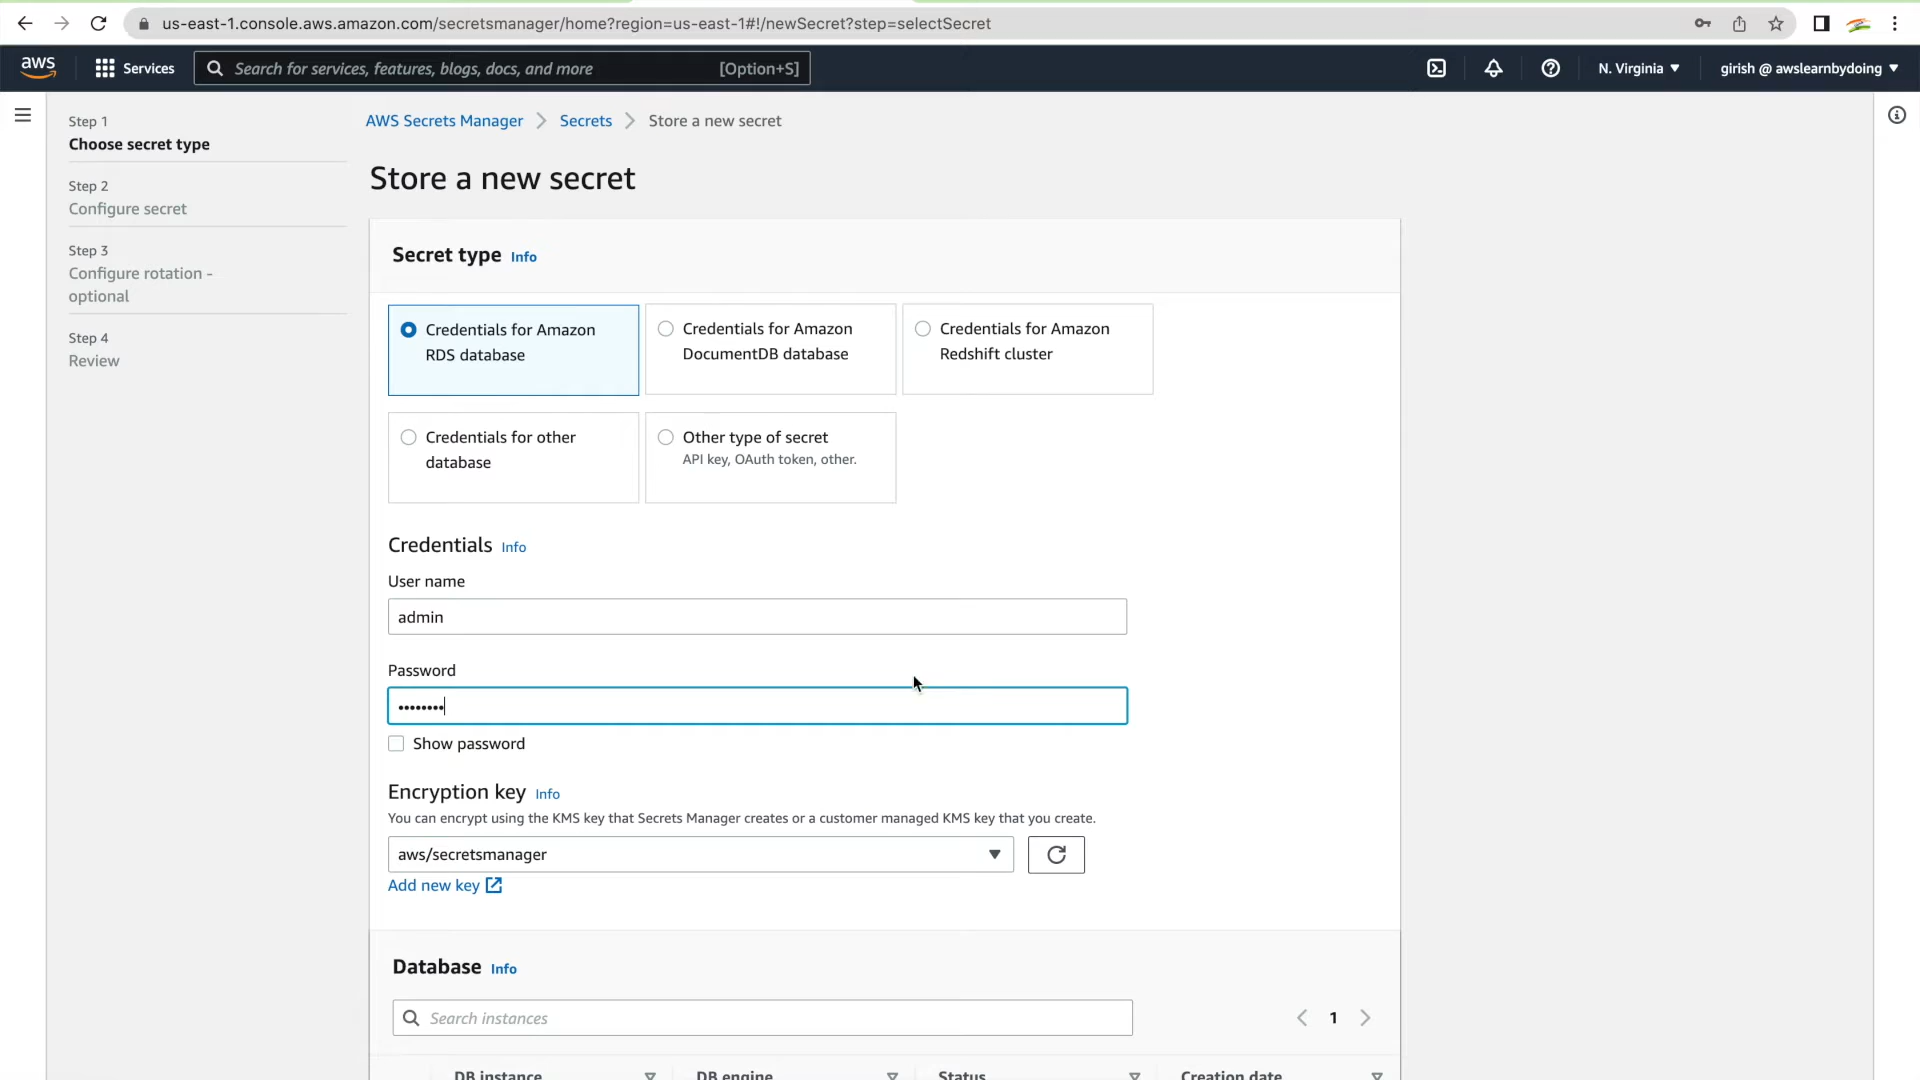 us-east-1.console.aws.amazon.com/secretsmanager/home?region=us-east-1#!/newSecret?step=selectSecret
aws
Services
Search for services, features, blogs, docs, and more
[Option+S]
N. Virginia
girish @ awslearnbydoing
Step 1
Choose secret type
Step 2
Configure secret
Step 3
Configure rotation -
optional
Step 4
Review
AWS Secrets Manager
Secrets
Store a new secret
Store a new secret
Secret type Info
Credentials for Amazon
RDS database
Credentials for Amazon
DocumentDB database
Credentials for Amazon
Redshift cluster
Credentials for other
database
Other type of secret
API key, OAuth token, other.
Credentials Info
User name
admin
Password
••••••••
Show password
Encryption key Info
You can encrypt using the KMS key that Secrets Manager creates or a customer managed KMS key that you create.
aws/secretsmanager
Add new key
Database Info
Search instances
1
DB instance
DB engine
Status
Creation date